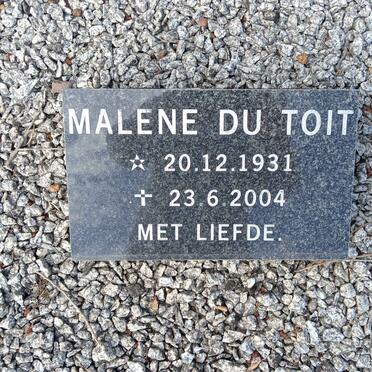 MALENE DU TOIT
☆ 20.12.1931
✝ 23.6.2004
MET LIEFDE.